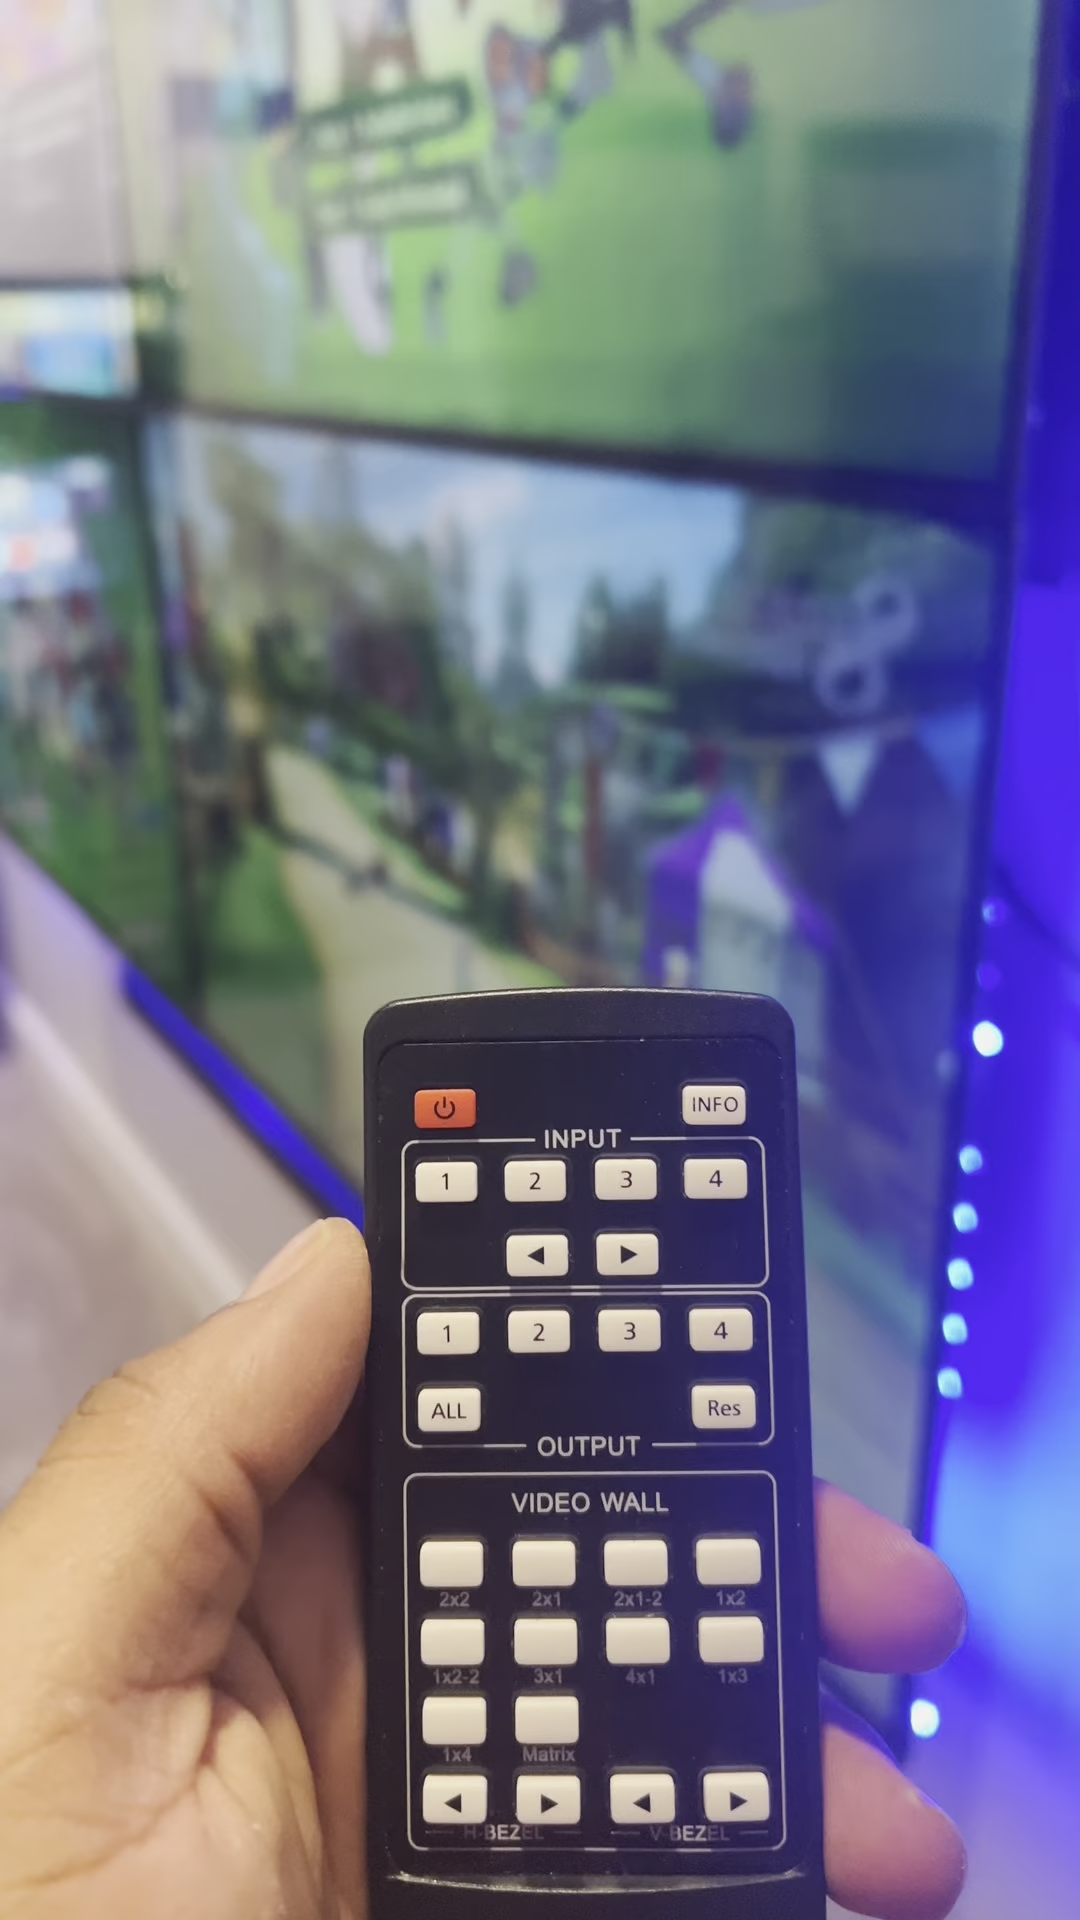 INFO
INPUT
1 2 3 4
1 2 3 4
ALL Res
OUTPUT
VIDEO WALL
2x2 2x1 2x1-2 1x2
1x2-2 3x1 4x1 1x3
1x4 Matrix
H-BEZEL V-BEZEL